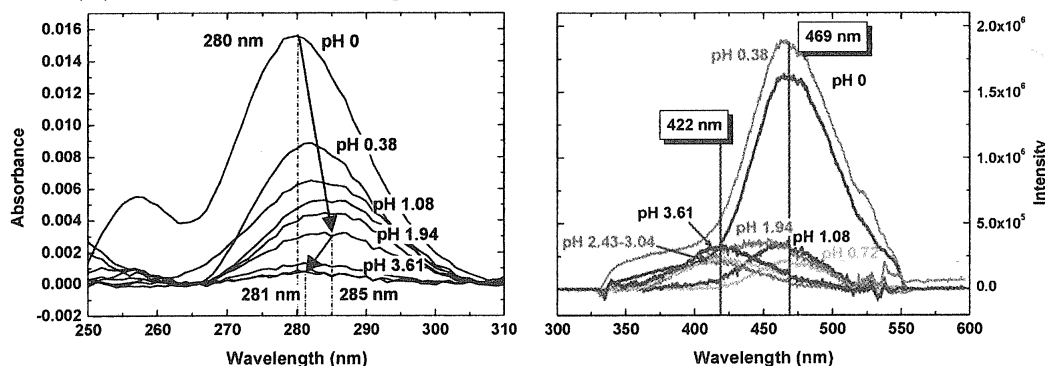 0.016
0.014
0.012
0.010
0.008
0.006
0.004
0.002
0.000
-0.002
Absorbance
280 nm
pH 0
pH 0.38
pH 1.08
pH 1.94
pH 3.61
281 nm
285 nm
250 260 270 280 290 300 310
Wavelength (nm)
469 nm
pH 0.38
pH 0
422 nm
pH 3.61
pH 1.94
pH 1.08
pH 2.43-3.04
pH 0.72
2.0x10⁶
1.5x10⁶
1.0x10⁶
5.0x10⁵
0.0
Intensity
300 350 400 450 500 550 600
Wavelength (nm)